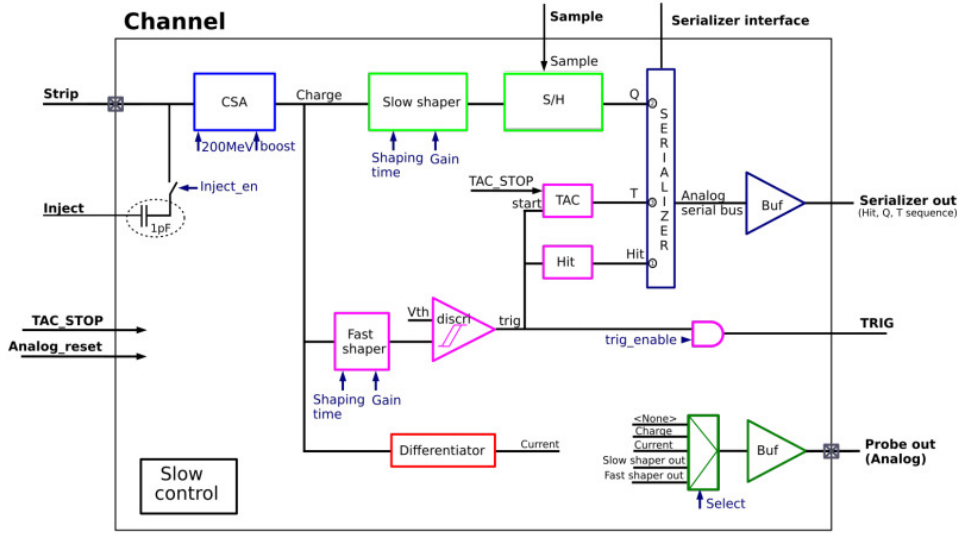 Channel
Sample
Serializer interface
Sample
Strip
CSA
Charge
Slow shaper
S/H
Q
2
200MeV
boost
Shaping
time
Gain
SERIALIZER
Inject_en
TAC_STOP
start
TAC
T
3
Analog
serial bus
Buf
Serializer out
(Hit, Q, T sequence)
Inject
1pF
Hit
Hit
1
TAC_STOP
Analog_reset
Vth
discri
trig
TRIG
trig_enable
Fast
shaper
Shaping
time
Gain
<None>
Charge
Current
Slow shaper out
Fast shaper out
Buf
Probe out
(Analog)
Differentiator
Current
Slow
control
Select